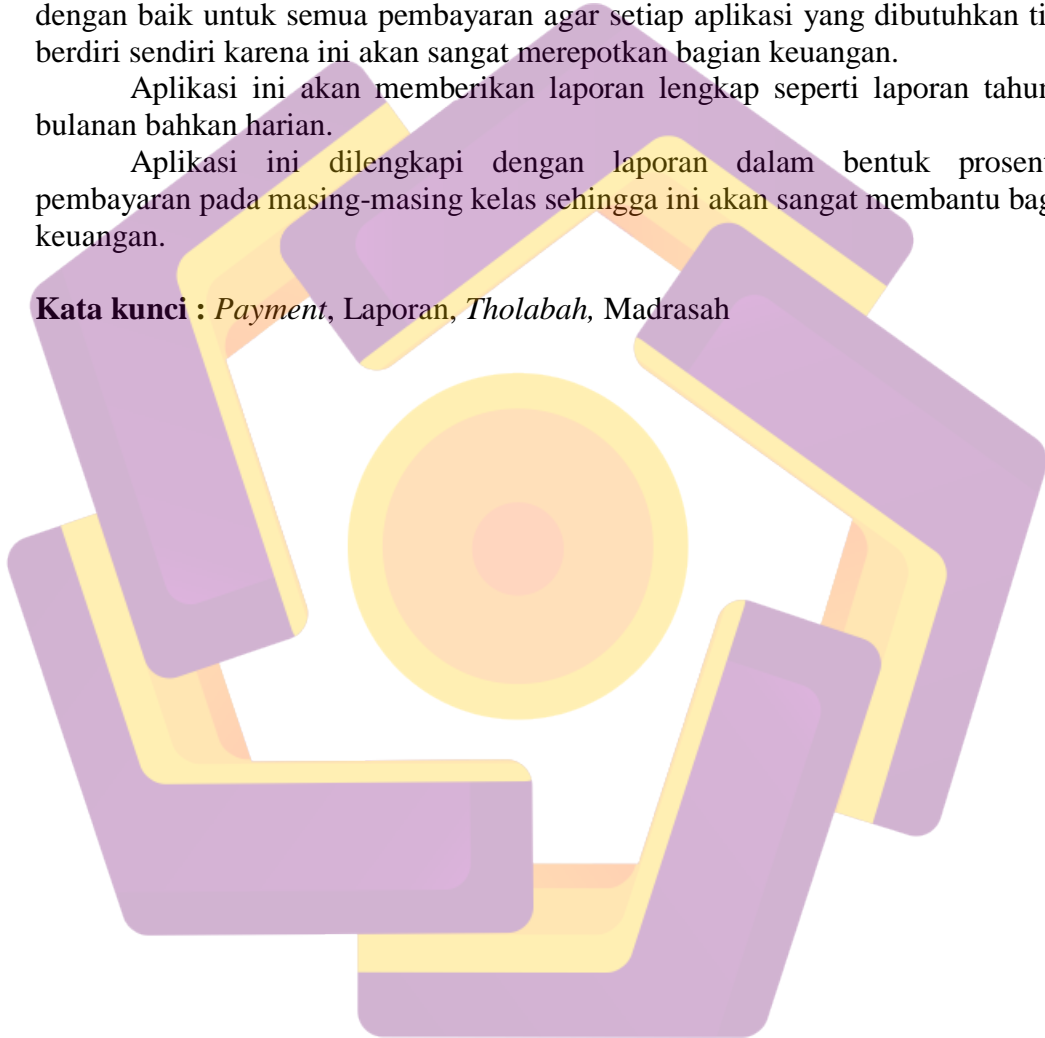 dengan baik untuk semua pembayaran agar setiap aplikasi yang dibutuhkan ti
berdiri sendiri karena ini akan sangat merepotkan bagian keuangan.
Aplikasi ini akan memberikan laporan lengkap seperti laporan tahun
bulanan bahkan harian.
Aplikasi ini dilengkapi dengan laporan dalam bentuk prosent
pembayaran pada masing-masing kelas sehingga ini akan sangat membantu bag
keuangan.
Kata kunci : Payment, Laporan, Tholabah, Madrasah